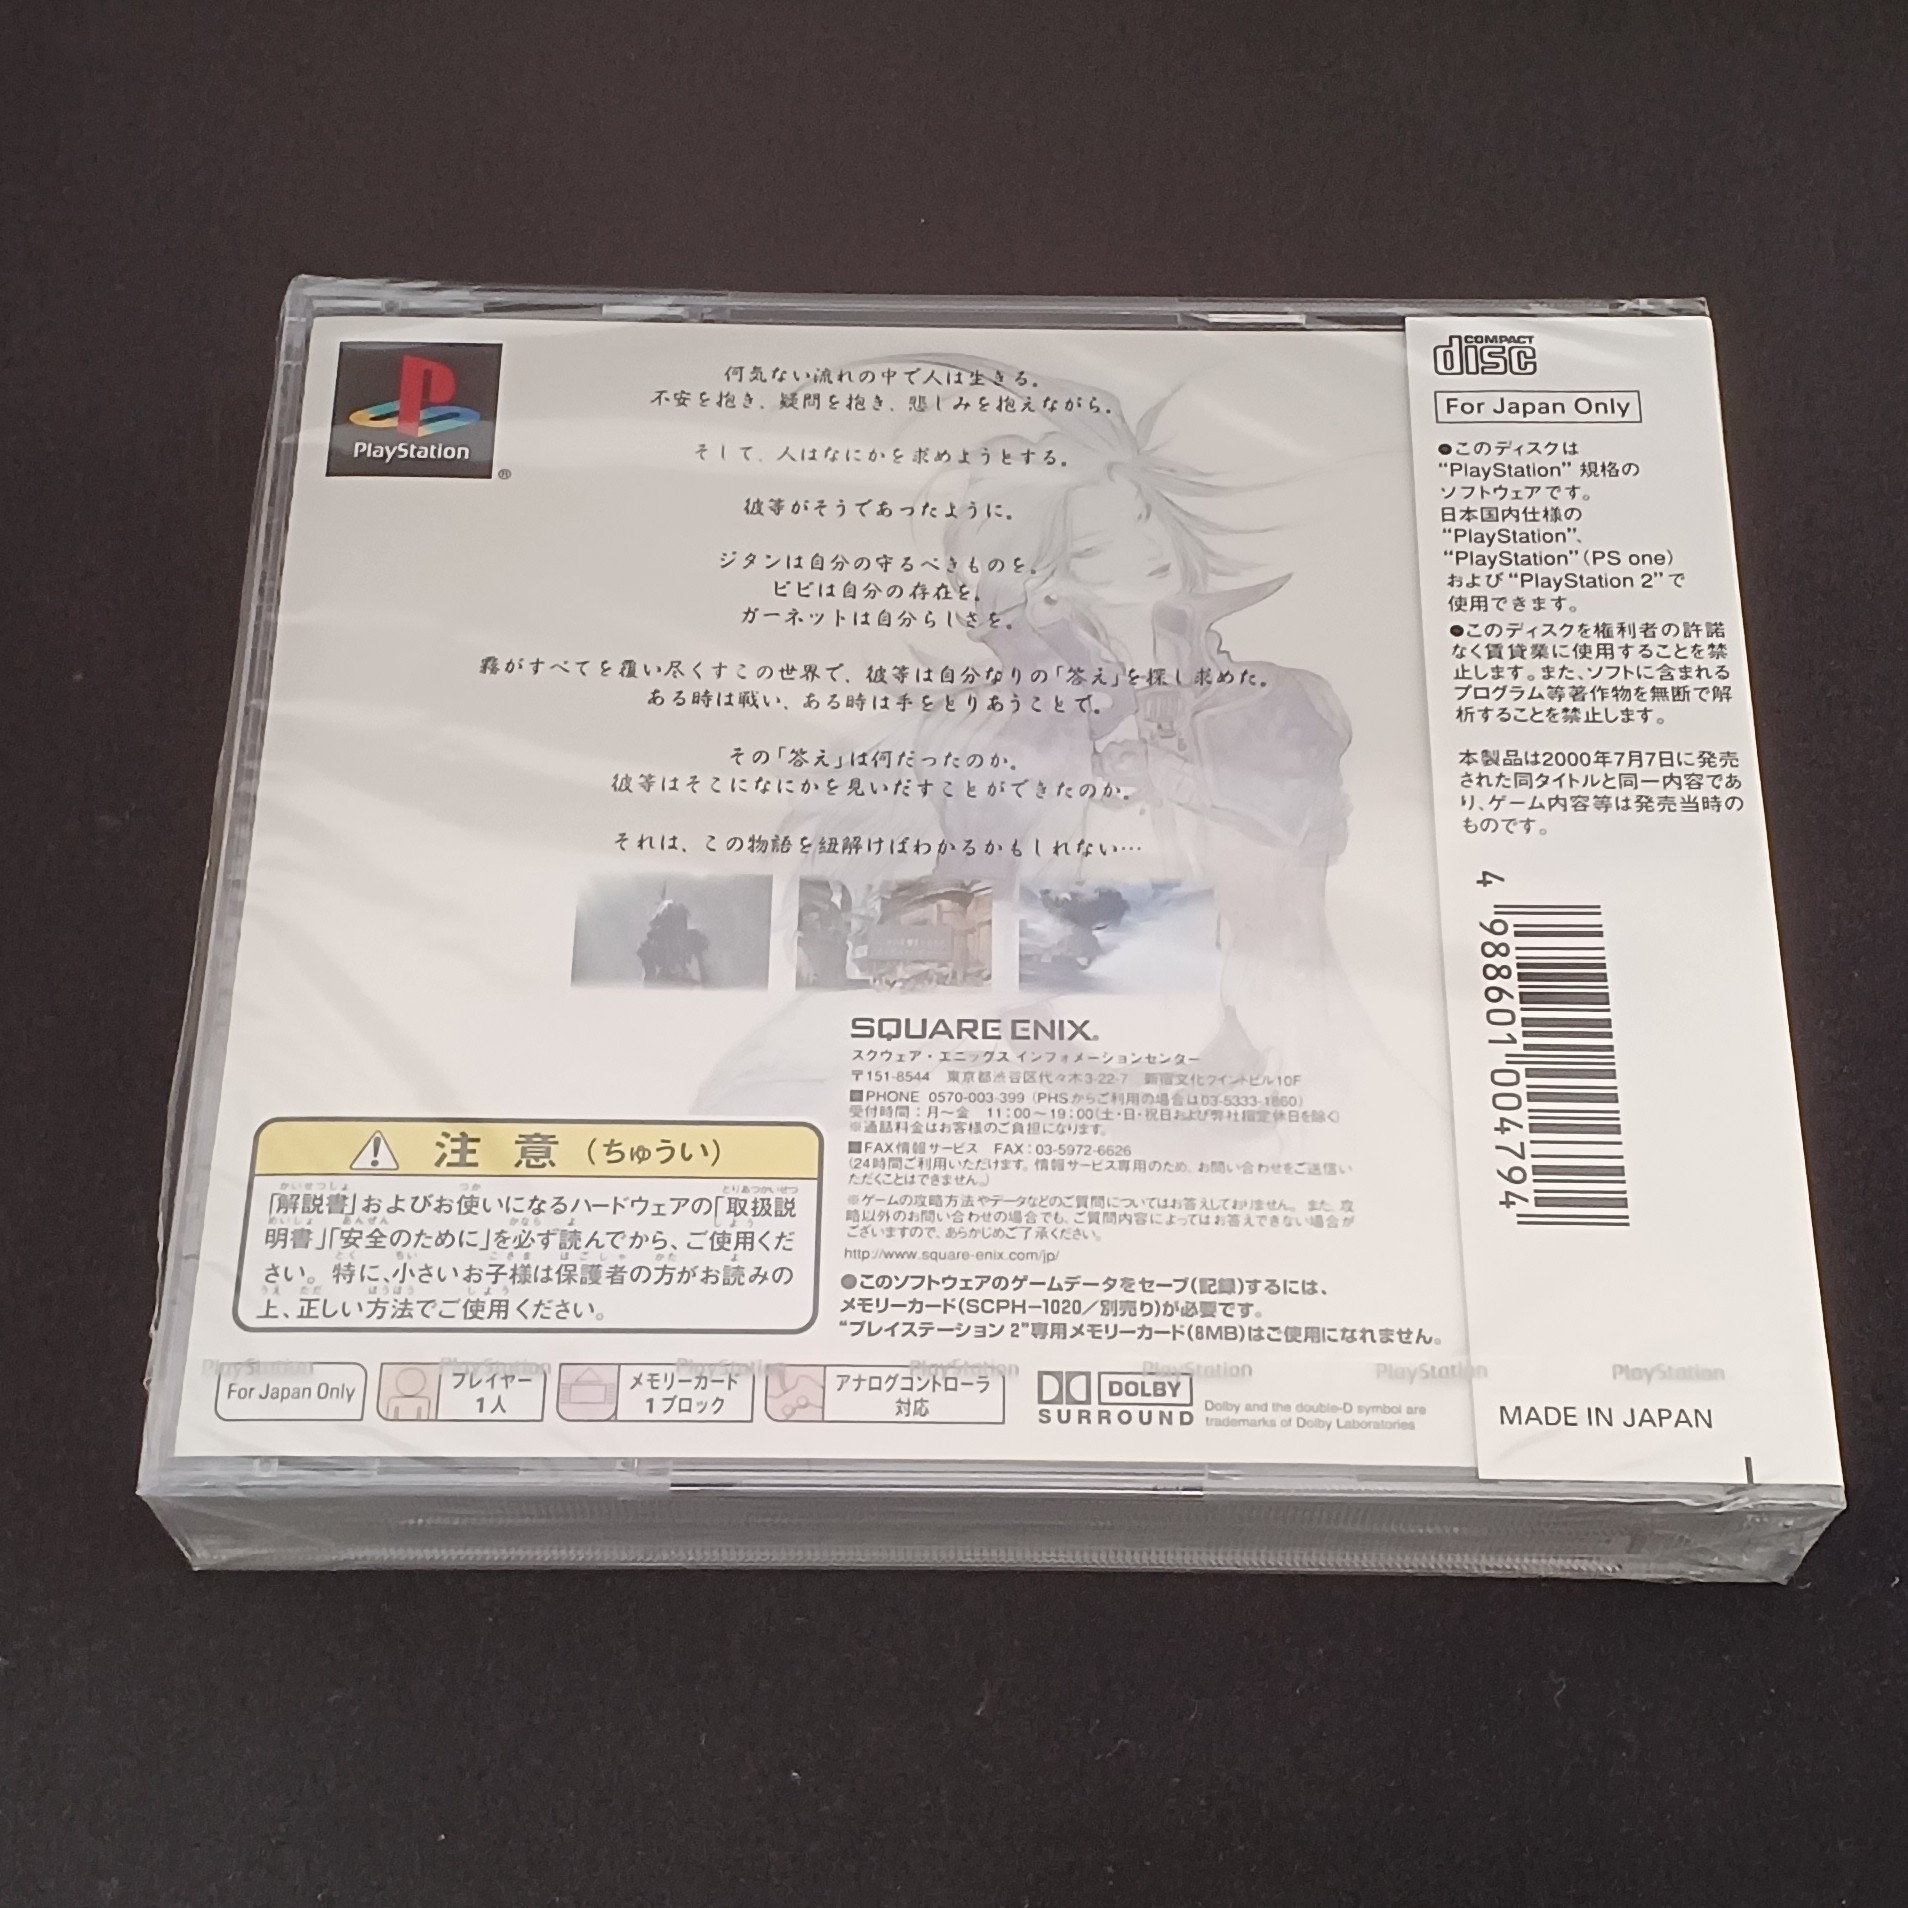 PlayStation
®
何気ない流れの中で人は生きる。
不安を抱き、疑問を抱き、悲しみを抱えながら。
そして、人はなにかを求めようとする。
彼等がそうであったように。
ジタンは自分の守るべきものを。
ビビは自分の存在を。
ガーネットは自分らしさを。
霧がすべてを覆い尽くすこの世界で、彼等は自分なりの「答え」を探し求めた。
ある時は戦い、ある時は手をとりあうことで。
その「答え」は何だったのか。
彼等はそこになにかを見いだすことができたのか。
それは、この物語を紐解けばわかるかもしれない…
SQUARE ENIX.
スクウェア・エニックス インフォメーションセンター
〒151-8544 東京都渋谷区代々木3-22-7 新宿文化クイントビル10F
■PHONE 0570-003-399 (PHSからご利用の場合は03-5333-1860)
受付時間：月～金 11:00～19:00(土・日・祝日および弊社指定休日を除く)
※通話料金はお客様のご負担になります。
■FAX情報サービス FAX：03-5972-6626
(24時間ご利用いただけます。情報サービス専用のため、お問い合わせをご送信い
ただくことはできません。)
※ゲームの攻略方法やデータなどのご質問についてはお答えしておりません。また、攻
略以外のお問い合わせの場合でも、ご質問内容によってはお答えできない場合が
ございますので、あらかじめご了承ください。
http://www.square-enix.com/jp/
●このソフトウェアのゲームデータをセーブ(記録)するには、
メモリーカード(SCPH-1020／別売り)が必要です。
“プレイステーション 2”専用メモリーカード(8MB)はご使用になれません。
注意(ちゅうい)
「解説書」およびお使いになるハードウェアの「取扱説
明書」「安全のために」を必ず読んでから、ご使用くだ
さい。特に、小さいお子様は保護者の方がお読みの
上、正しい方法でご使用ください。
PlayStation PlayStation PlayStation PlayStation PlayStation PlayStation PlayStation
For Japan Only
プレイヤー
1人
メモリーカード
1ブロック
アナログコントローラ
対応
DOLBY
SURROUND
Dolby and the double-D symbol are
trademarks of Dolby Laboratories
COMPACT
disc
For Japan Only
●このディスクは
“PlayStation” 規格の
ソフトウェアです。
日本国内仕様の
“PlayStation”、
“PlayStation”(PS one)
および“PlayStation 2”で
使用できます。
●このディスクを権利者の許諾
なく賃貸業に使用することを禁
止します。また、ソフトに含まれる
プログラム等著作物を無断で解
析することを禁止します。
本製品は2000年7月7日に発売
された同タイトルと同一内容であ
り、ゲーム内容等は発売当時の
ものです。
4 988601 004794
MADE IN JAPAN